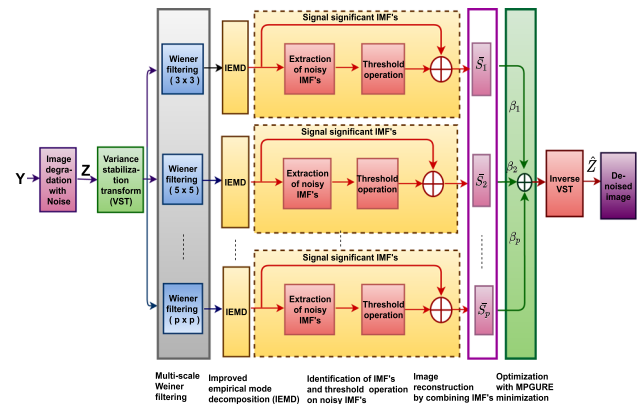 Y
Image
degra-
dation
with
Noise
Z
Variance
stabiliza-
tion
transform
(VST)
Wiener
filtering
( 3 x 3 )
IEMD
Signal significant IMF's
Extraction
of noisy
IMF's
Threshold
operation
S̄1
β1
Wiener
filtering
( 5 x 5 )
IEMD
Signal significant IMF's
Extraction
of noisy
IMF's
Threshold
operation
S̄2
β2
Wiener
filtering
( p x p )
IEMD
Signal significant IMF's
Extraction
of noisy
IMF's
Threshold
operation
S̄p
βp
Inverse
VST
Ẑ
De-
noised
image
Multi-scale
Weiner
filtering
Improved
empirical mode
decomposition (IEMD)
Identification of IMF's
and threshold operation
on noisy IMF's
Image
reconstruction
by combining IMF's
Optimization
with MPGURE
minimization